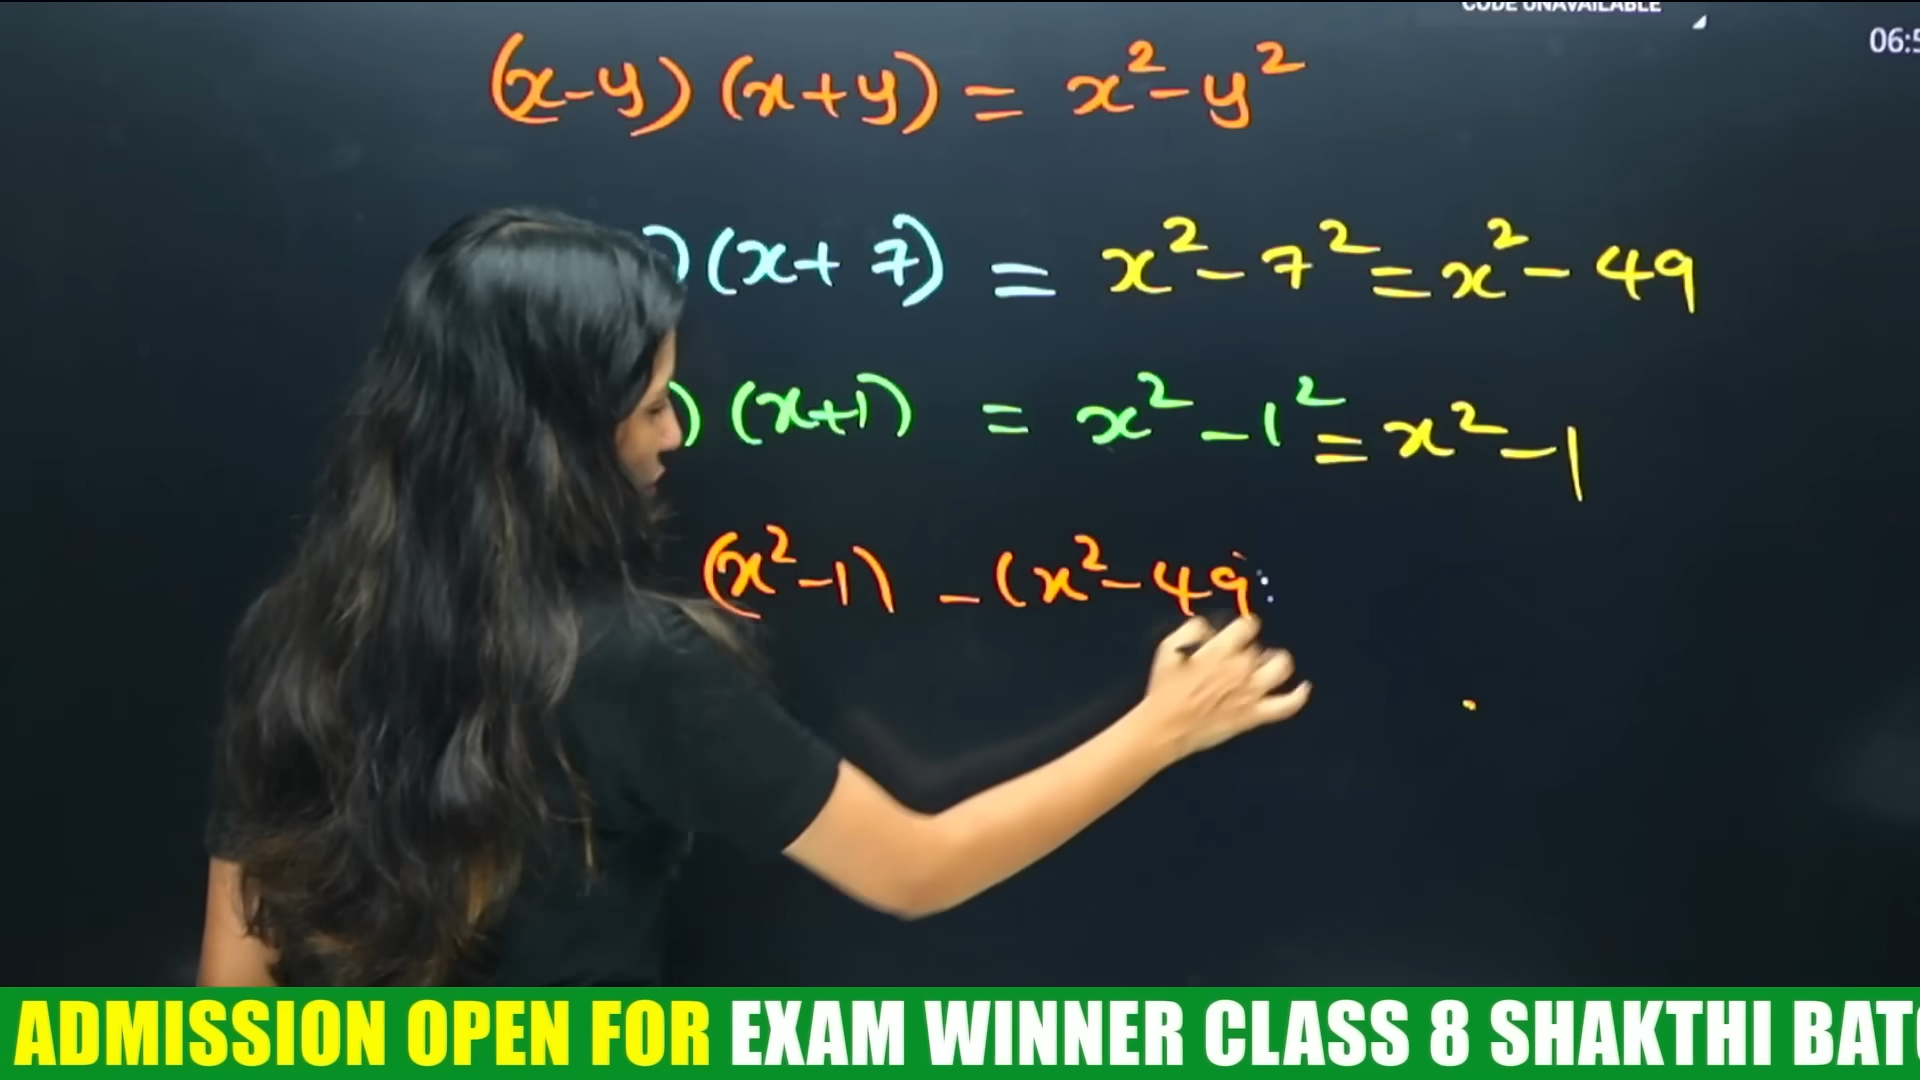 CODE UNAVAILABLE
06:5
(x-y) (x+y) = x² - y²
) (x+7) = x² - 7² = x² - 49
) (x+1) = x² - 1² = x² - 1
(x² - 1) - (x² - 49
ADMISSION OPEN FOR EXAM WINNER CLASS 8 SHAKTHI BATC